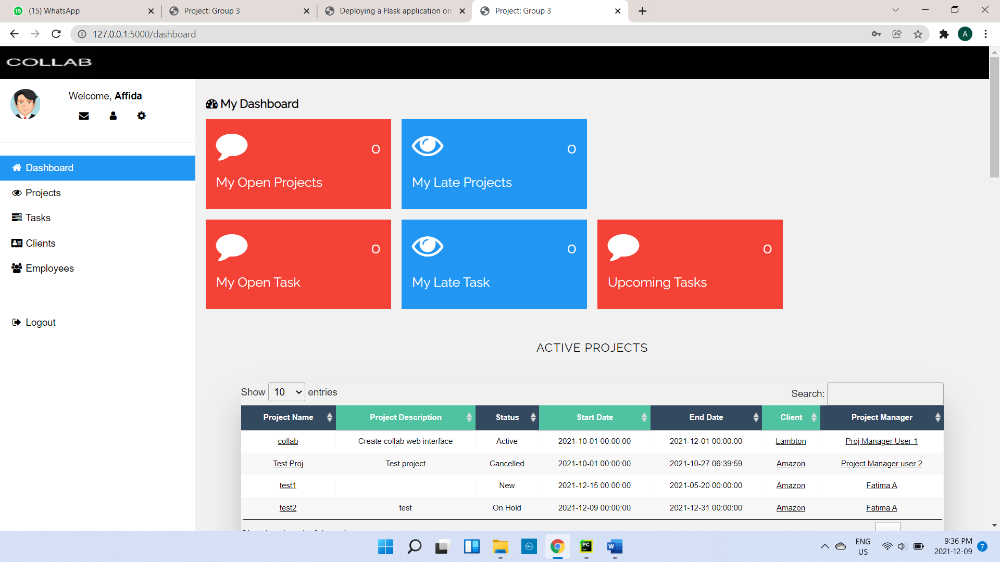 15 (15) WhatsApp
Project: Group 3
Deploying a Flask application on
Project: Group 3
127.0.0.1:5000/dashboard
A
COLLAB
Welcome, Affida
Dashboard
Projects
Tasks
Clients
Employees
Logout
My Dashboard
0
My Open Projects
0
My Late Projects
0
My Open Task
0
My Late Task
0
Upcoming Tasks
ACTIVE PROJECTS
Show 10 entries
Search:
Project Name Project Description Status Start Date End Date Client Project Manager
collab Create collab web interface Active 2021-10-01 00:00:00 2021-12-01 00:00:00 Lambton Proj Manager User 1
Test Proj Test project Cancelled 2021-10-01 00:00:00 2021-10-27 06:39:59 Amazon Project Manager user 2
test1 New 2021-12-15 00:00:00 2021-05-20 00:00:00 Amazon Fatima A
test2 test On Hold 2021-12-09 00:00:00 2021-12-31 00:00:00 Amazon Fatima A
DELL
PC
W
ENG
US
9:36 PM
2021-12-09
7